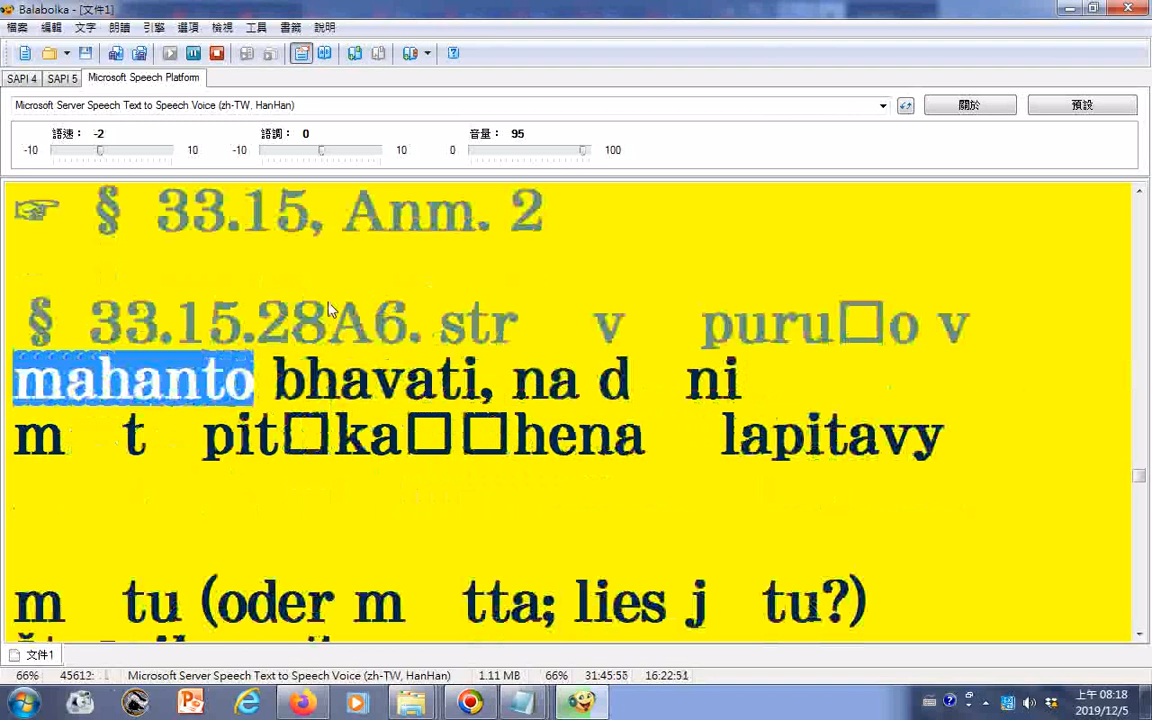 Balabolka - [文件1]
檔案 編輯 文字 朗讀 引擎 選項 檢視 工具 書籤 說明
SAPI 4 SAPI 5 Microsoft Speech Platform
Microsoft Server Speech Text to Speech Voice (zh-TW, HanHan) 關於 預設
語速： -2 語調： 0 音量： 95
-10 10 -10 10 0 100
☞ § 33.15, Anm. 2
§ 33.15.28A6. str v puru□o v
mahanto bhavati, na d ni
m t pit□ka□□hena lapitavy
m tu (oder m tta; lies j tu?)
文件1
66% 45612: Microsoft Server Speech Text to Speech Voice (zh-TW, HanHan) 1.11 MB 66% 31:45:53 16:22:51
上午 08:18
2019/12/5